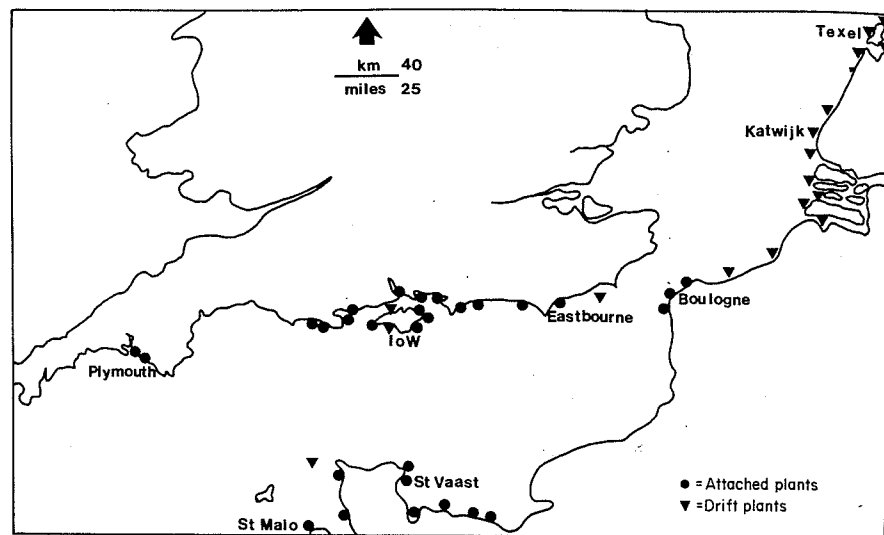 Texel
km 40
miles 25
Katwijk
Boulogne
Eastbourne
IoW
Plymouth
St Vaast
= Attached plants
= Drift plants
St Malo